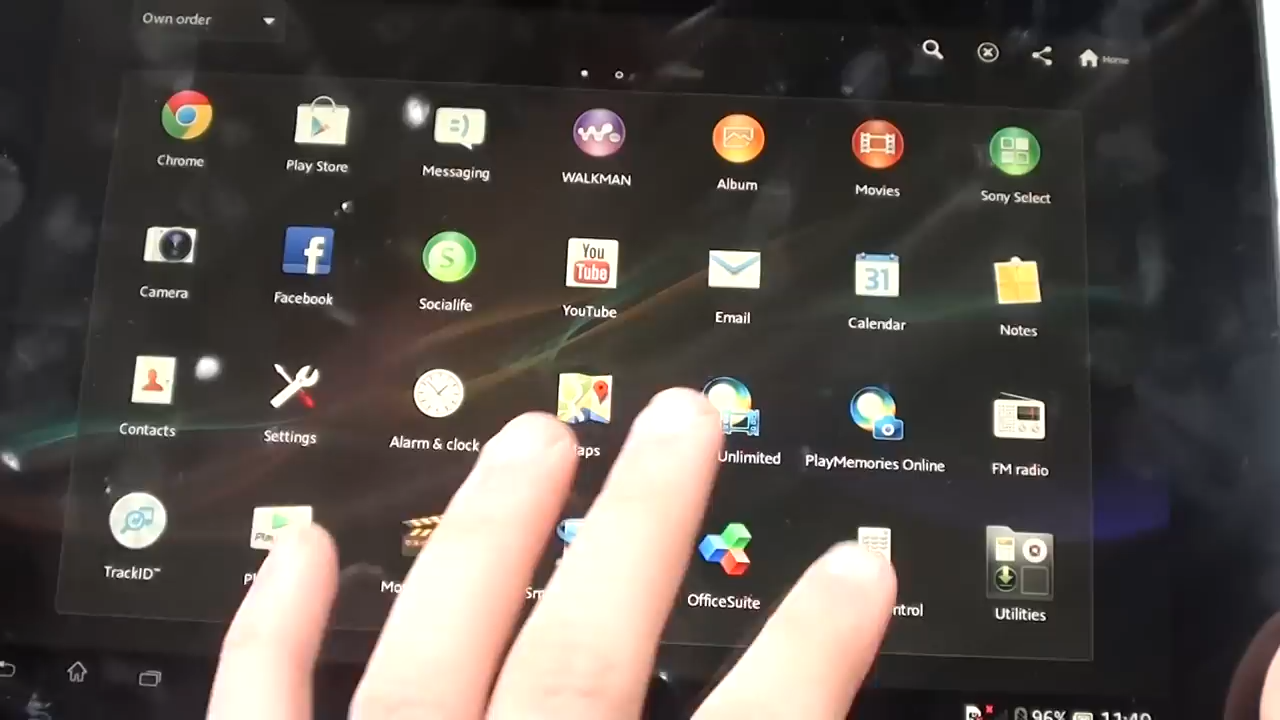 Own order
Home
Chrome
Play Store
Messaging
WALKMAN
Album
Movies
Sony Select
Camera
Facebook
Socialife
You
Tube
YouTube
Email
31
Calendar
Notes
Contacts
Settings
Alarm & clock
Unlimited
PlayMemories Online
FM radio
TrackID™
OfficeSuite
Utilities
96%